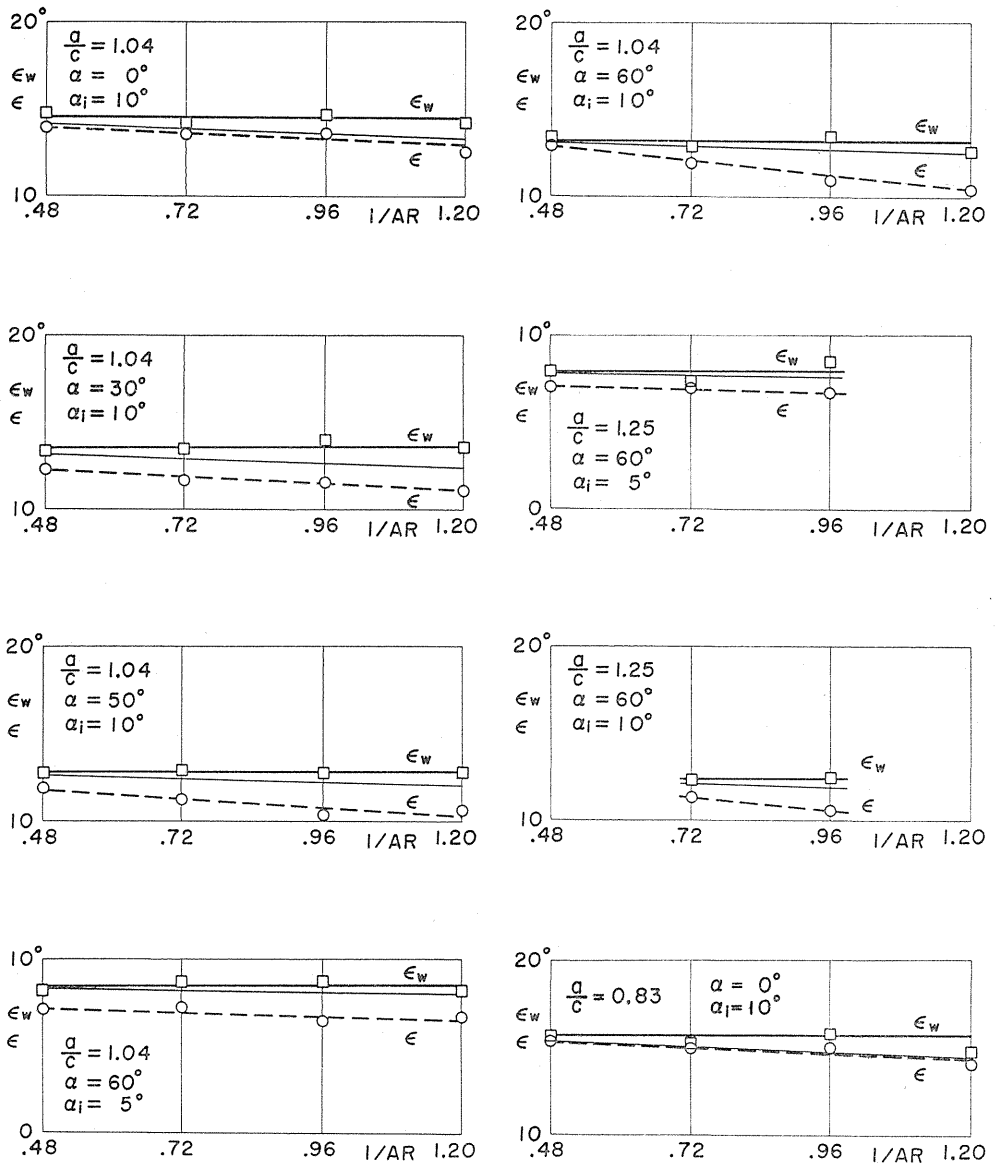 20°
a/c = 1.04
ϵw
α = 0°
ϵ
αi = 10°
ϵw
ϵ
10
.48 .72 .96 1/AR 1.20
20°
a/c = 1.04
ϵw
α = 60°
ϵ
αi = 10°
ϵw
ϵ
10
.48 .72 .96 1/AR 1.20
20°
a/c = 1.04
ϵw
α = 30°
ϵ
αi = 10°
ϵw
ϵ
10
.48 .72 .96 1/AR 1.20
10°
ϵw
ϵw
ϵ
ϵ
a/c = 1.25
α = 60°
αi = 5°
0
.48 .72 .96 1/AR 1.20
20°
a/c = 1.04
ϵw
α = 50°
ϵ
αi = 10°
ϵw
ϵ
10
.48 .72 .96 1/AR 1.20
20°
a/c = 1.25
ϵw
α = 60°
ϵ
αi = 10°
ϵw
ϵ
10
.48 .72 .96 1/AR 1.20
10°
ϵw
ϵw
ϵ
ϵ
a/c = 1.04
α = 60°
αi = 5°
0
.48 .72 .96 1/AR 1.20
20°
a/c = 0.83
α = 0°
αi = 10°
ϵw
ϵw
ϵ
ϵ
10
.48 .72 .96 1/AR 1.20